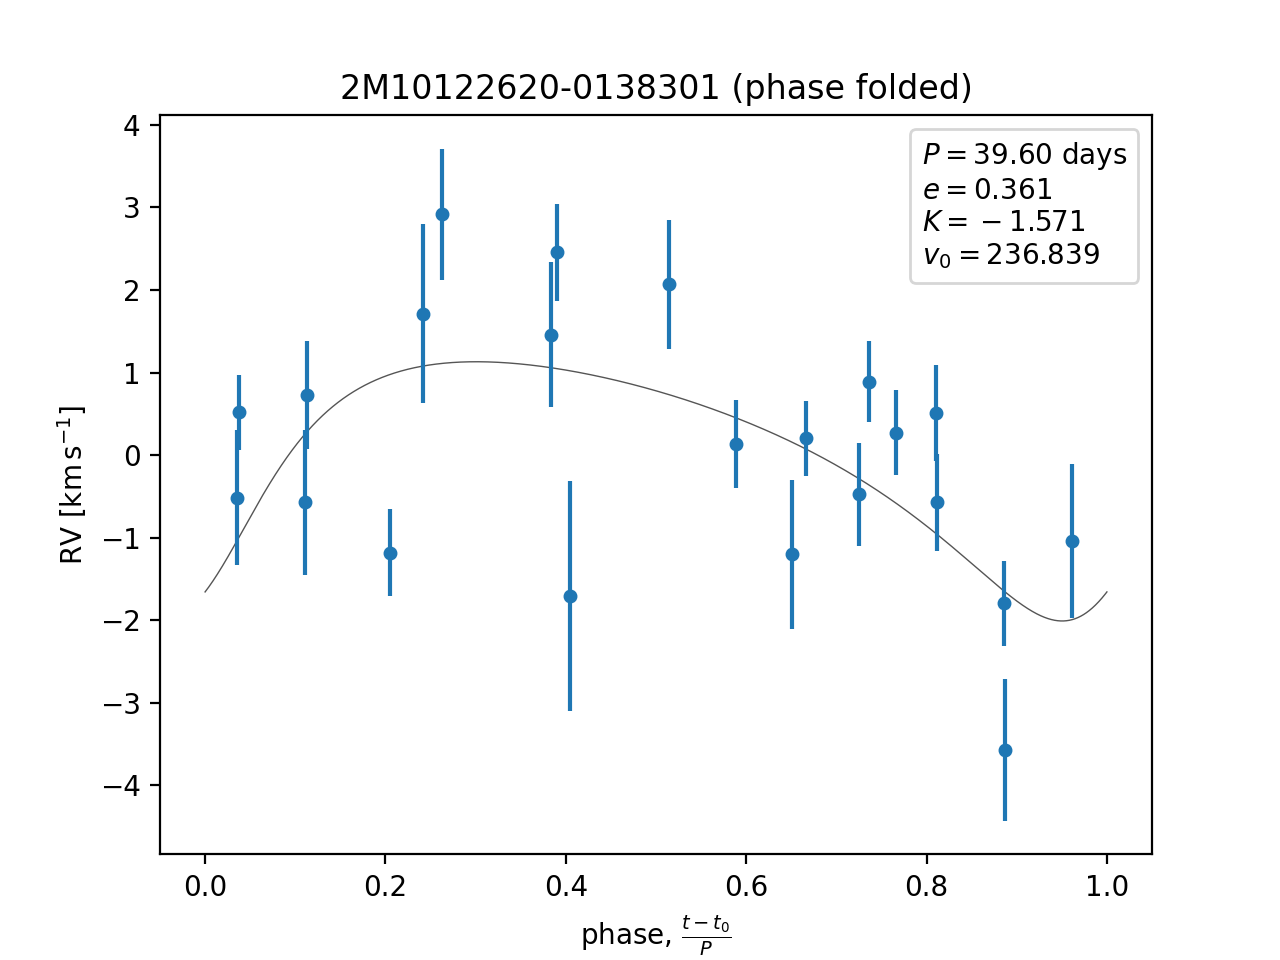 2M10122620-0138301 (phase folded)
P = 39.60 days
e = 0.361
K = −1.571
v₀ = 236.839
RV [km s⁻¹]
4
3
2
1
0
−1
−2
−3
−4
0.0 0.2 0.4 0.6 0.8 1.0
phase, (t − t₀)/P